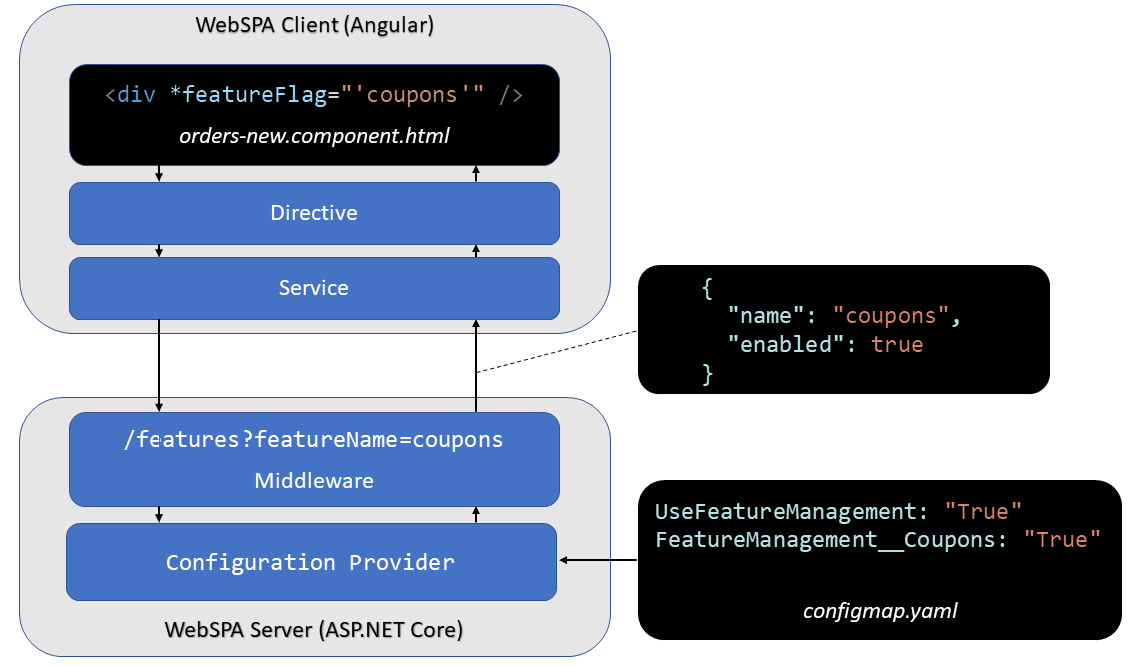 WebSPA Client (Angular)
<div *featureFlag="'coupons'" />
orders-new.component.html
Directive
Service
{
"name": "coupons",
"enabled": true
}
/features?featureName=coupons
Middleware
Configuration Provider
WebSPA Server (ASP.NET Core)
UseFeatureManagement: "True"
FeatureManagement__Coupons: "True"
configmap.yaml